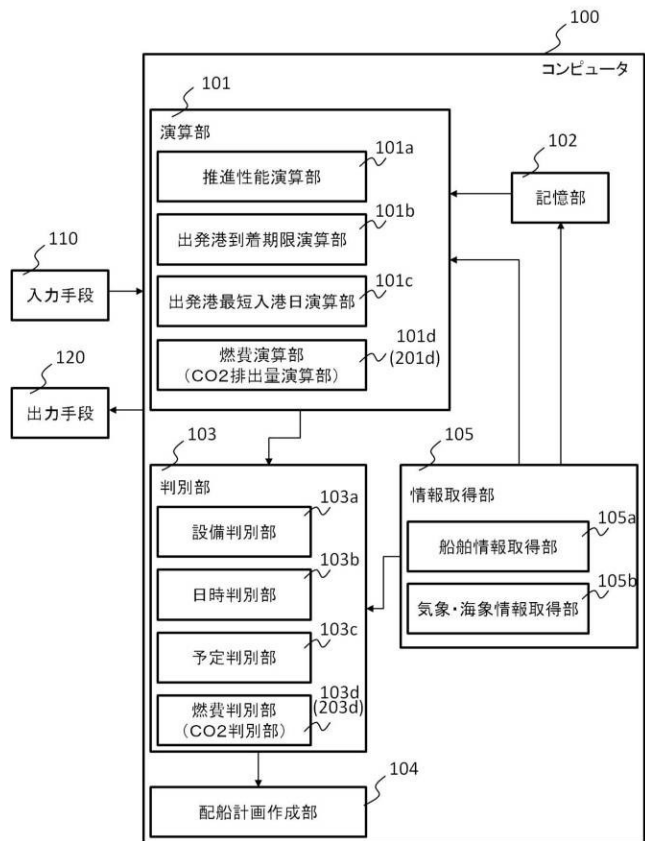 100
コンピュータ
101
演算部
101a
推進性能演算部
102
記憶部
101b
出発港到着期限演算部
110
入力手段
101c
出発港最短入港日演算部
101d
(201d)
燃費演算部
(CO2排出量演算部)
120
出力手段
103
判別部
105
情報取得部
103a
設備判別部
105a
船舶情報取得部
103b
日時判別部
105b
気象・海象情報取得部
103c
予定判別部
103d
(203d)
燃費判別部
(CO2判別部)
104
配船計画作成部